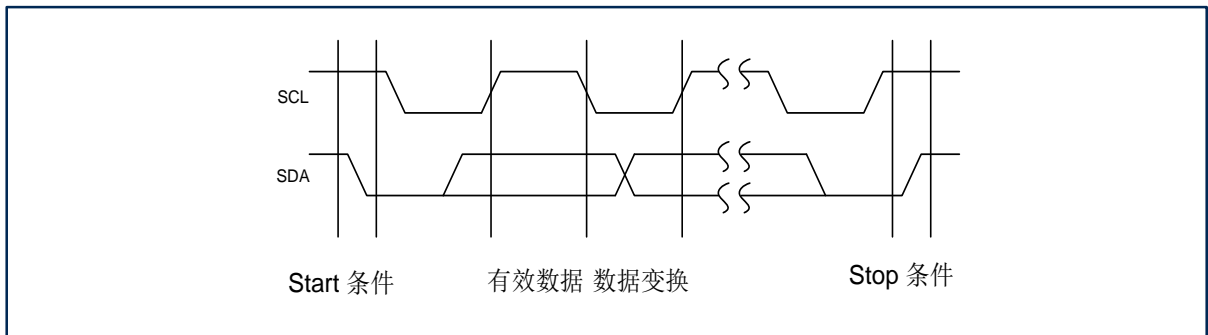 SCL
SDA
Start 条件
有效数据
数据变换
Stop 条件